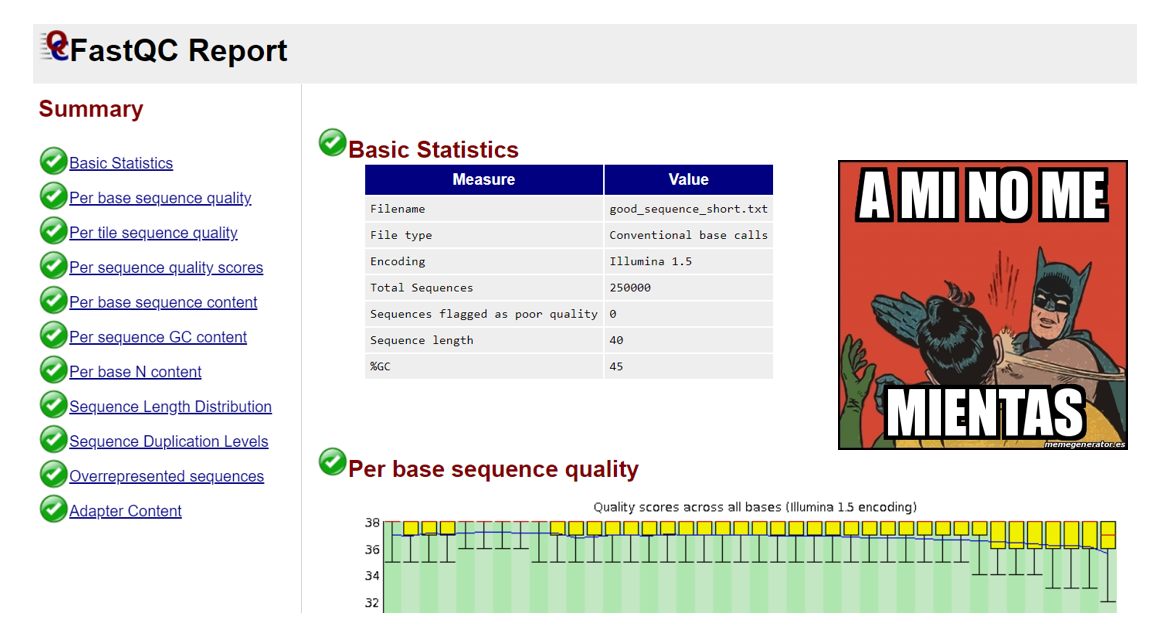 FastQC Report
Summary
Basic Statistics
Per base sequence quality
Per tile sequence quality
Per sequence quality scores
Per base sequence content
Per sequence GC content
Per base N content
Sequence Length Distribution
Sequence Duplication Levels
Overrepresented sequences
Adapter Content
Basic Statistics
Measure Value
Filename good_sequence_short.txt
File type Conventional base calls
Encoding Illumina 1.5
Total Sequences 250000
Sequences flagged as poor quality 0
Sequence length 40
%GC 45
A MI NO ME
MIENTAS
memegenerator.es
Per base sequence quality
Quality scores across all bases (Illumina 1.5 encoding)
38
36
34
32